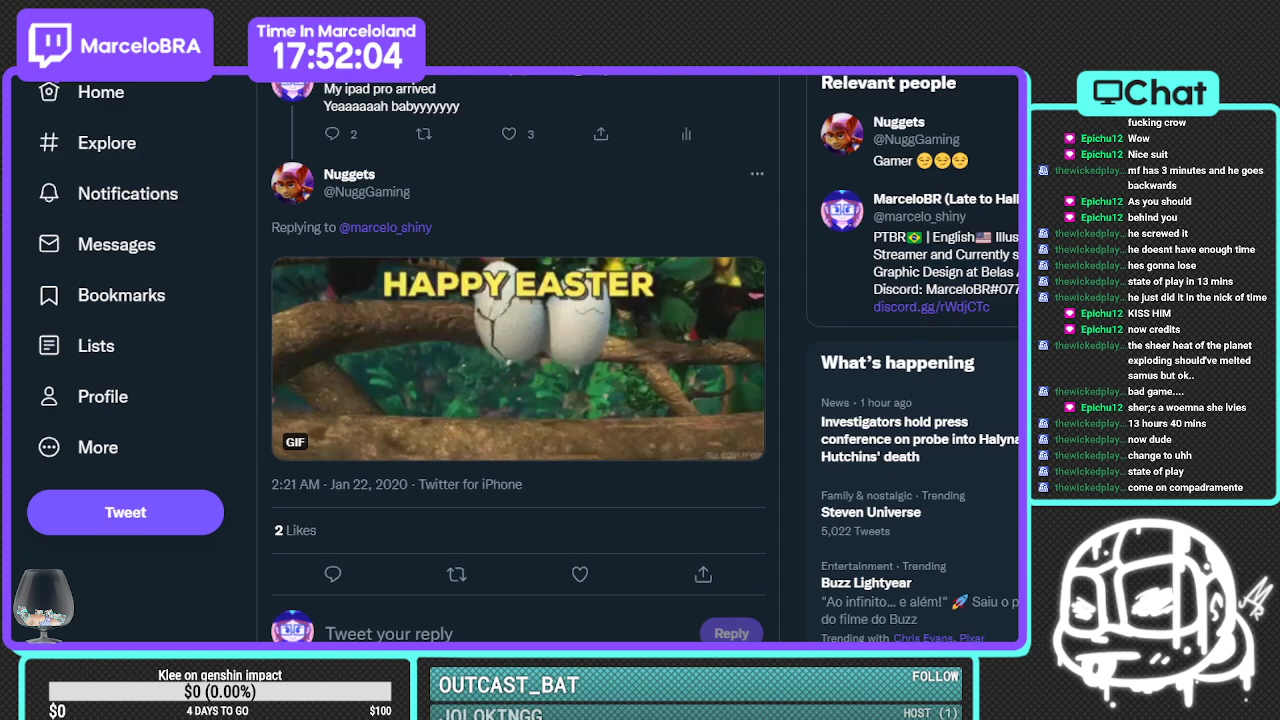 MarceloBRA
Time In Marceloland
17:52:04
Home
Explore
Notifications
Messages
Bookmarks
Lists
Profile
More
Tweet
My ipad pro arrived
Yeaaaaah babyyyyyy
2
3
Nuggets
@NuggGaming
Replying to @marcelo_shiny
HAPPY EASTER
GIF
2:21 AM · Jan 22, 2020 · Twitter for iPhone
2 Likes
Tweet your reply
Reply
Relevant people
Nuggets
@NuggGaming
Gamer 😏😏😏
MarceloBR (Late to Hall
@marcelo_shiny
PTBR🇧🇷 | English🇺🇸 Illus
Streamer and Currently s
Graphic Design at Belas A
Discord: MarceloBR#077
discord.gg/rWdjCTc
What's happening
News · 1 hour ago
Investigators hold press
conference on probe into Halyna
Hutchins' death
Family & nostalgic · Trending
Steven Universe
5,022 Tweets
Entertainment · Trending
Buzz Lightyear
"Ao infinito... e além!" 🚀 Saiu o p
do filme do Buzz
Trending with Chris Evans, Pixar
Chat
fucking crow
Epichu12 Wow
Epichu12 Nice suit
thewickedplay... mf has 3 minutes and he goes
backwards
Epichu12 As you should
Epichu12 behind you
thewickedplay... he screwed it
thewickedplay... he doesnt have enough time
thewickedplay... hes gonna lose
thewickedplay... state of play in 13 mins
thewickedplay... he just did it in the nick of time
Epichu12 KISS HIM
Epichu12 now credits
thewickedplay... the sheer heat of the planet
exploding should've melted
samus but ok..
thewickedplay... bad game....
Epichu12 sher;s a woemna she lvies
thewickedplay... 13 hours 40 mins
thewickedplay... now dude
thewickedplay... change to uhh
thewickedplay... state of play
thewickedplay... come on compadramente
Klee on genshin impact
$0 (0.00%)
$0
4 DAYS TO GO
$100
OUTCAST_BAT
FOLLOW
JOLOKINGG
HOST (1)